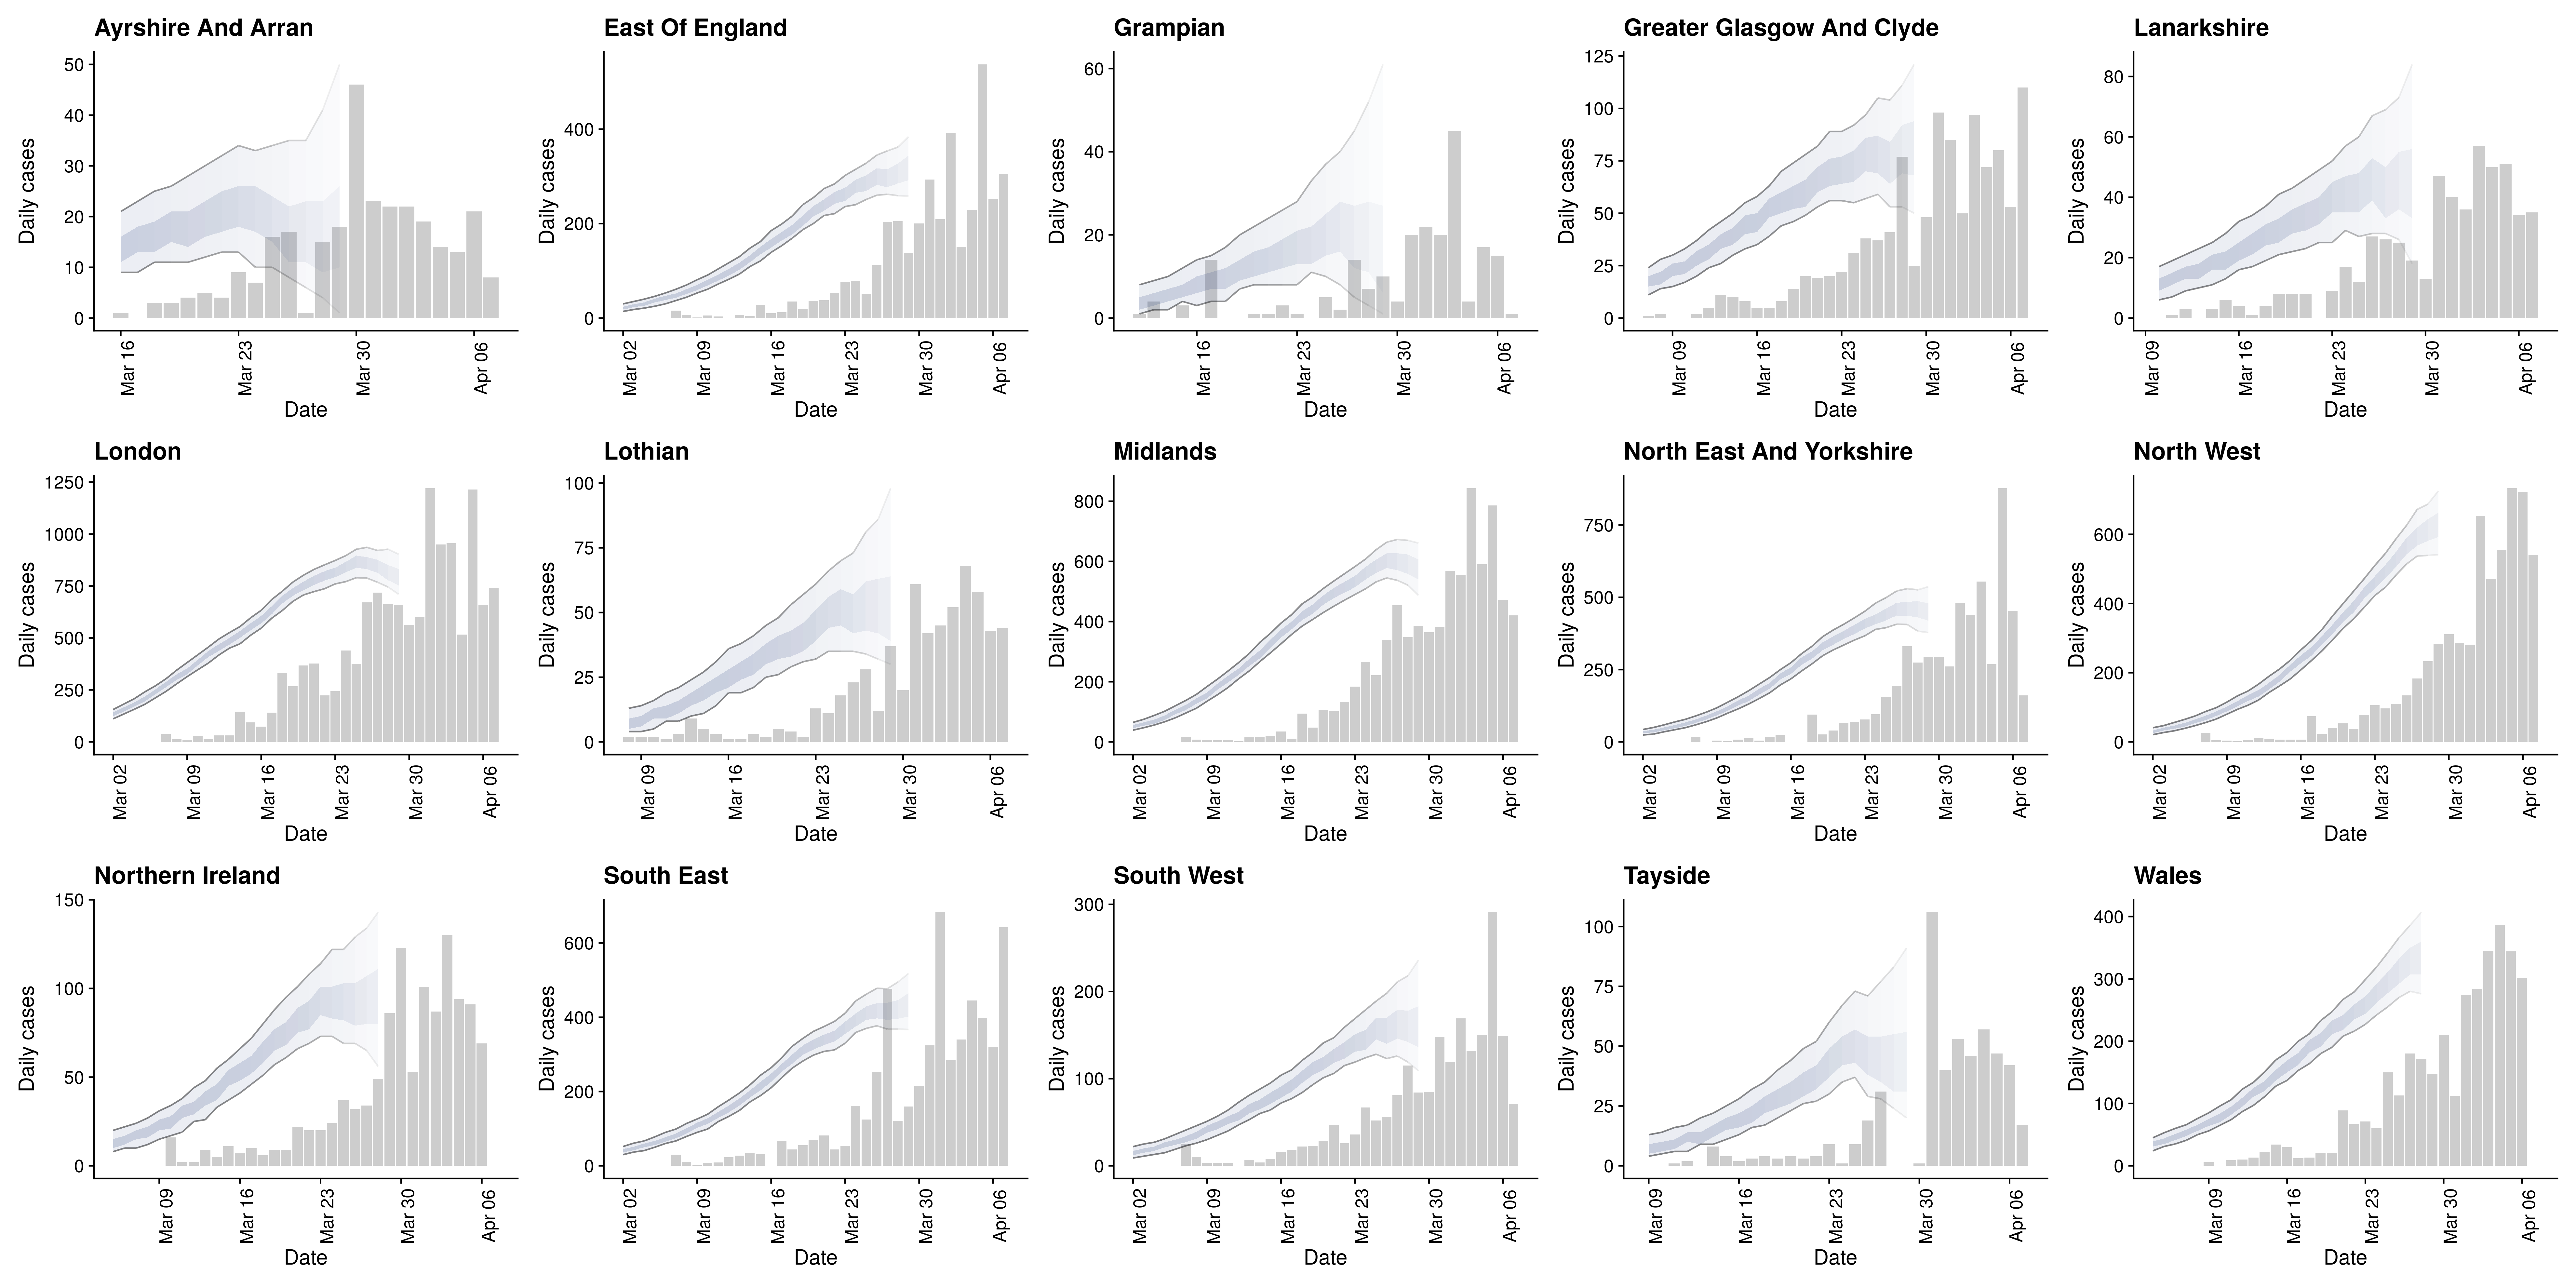 Ayrshire And Arran
Daily cases
50
40
30
20
10
0
Mar 16
Mar 23
Mar 30
Apr 06
Date
East Of England
Daily cases
400
200
0
Mar 02
Mar 09
Mar 16
Mar 23
Mar 30
Apr 06
Date
Grampian
Daily cases
60
40
20
0
Mar 16
Mar 23
Mar 30
Apr 06
Date
Greater Glasgow And Clyde
Daily cases
125
100
75
50
25
0
Mar 09
Mar 16
Mar 23
Mar 30
Apr 06
Date
Lanarkshire
Daily cases
80
60
40
20
0
Mar 09
Mar 16
Mar 23
Mar 30
Apr 06
Date
London
Daily cases
1250
1000
750
500
250
0
Mar 02
Mar 09
Mar 16
Mar 23
Mar 30
Apr 06
Date
Lothian
Daily cases
100
75
50
25
0
Mar 09
Mar 16
Mar 23
Mar 30
Apr 06
Date
Midlands
Daily cases
800
600
400
200
0
Mar 02
Mar 09
Mar 16
Mar 23
Mar 30
Apr 06
Date
North East And Yorkshire
Daily cases
750
500
250
0
Mar 02
Mar 09
Mar 16
Mar 23
Mar 30
Apr 06
Date
North West
Daily cases
600
400
200
0
Mar 02
Mar 09
Mar 16
Mar 23
Mar 30
Apr 06
Date
Northern Ireland
Daily cases
150
100
50
0
Mar 09
Mar 16
Mar 23
Mar 30
Apr 06
Date
South East
Daily cases
600
400
200
0
Mar 02
Mar 09
Mar 16
Mar 23
Mar 30
Apr 06
Date
South West
Daily cases
300
200
100
0
Mar 02
Mar 09
Mar 16
Mar 23
Mar 30
Apr 06
Date
Tayside
Daily cases
100
75
50
25
0
Mar 09
Mar 16
Mar 23
Mar 30
Apr 06
Date
Wales
Daily cases
400
300
200
100
0
Mar 09
Mar 16
Mar 23
Mar 30
Apr 06
Date